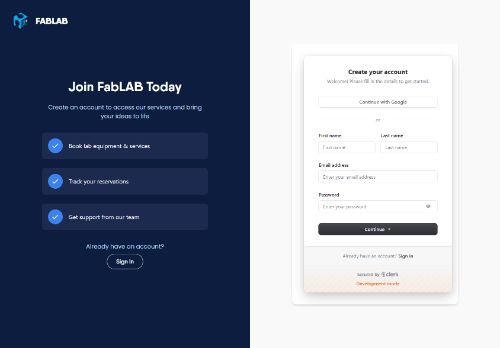 FABLAB
Join FabLAB Today
Create an account to access our services and bring
your ideas to life
Book lab equipment & services
Track your reservations
Get support from our team
Already have an account?
Sign In
Create your account
Welcome! Please fill in the details to get started.
Continue with Google
or
First name
Last name
First name
Last name
Email address
Enter your email address
Password
Enter your password
Continue
Already have an account? Sign in
Secured by clerk
Development mode